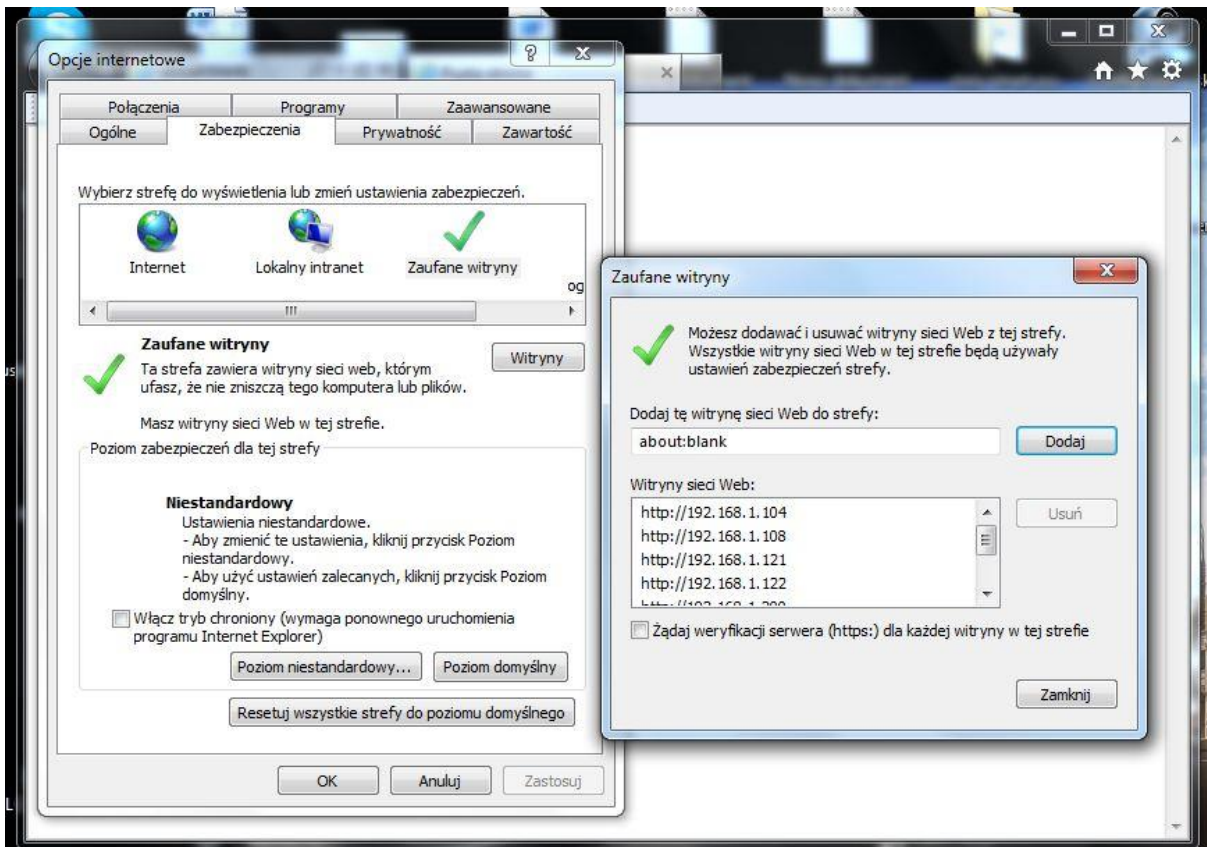 Opcje internetowe
Połączenia Programy Zaawansowane
Ogólne Zabezpieczenia Prywatność Zawartość
Wybierz strefę do wyświetlenia lub zmień ustawienia zabezpieczeń.
Internet Lokalny intranet Zaufane witryny
og
Zaufane witryny
Witryny
Ta strefa zawiera witryny sieci web, którym
ufasz, że nie zniszczą tego komputera lub plików.
Masz witryny sieci Web w tej strefie.
Poziom zabezpieczeń dla tej strefy
Niestandardowy
Ustawienia niestandardowe.
- Aby zmienić te ustawienia, kliknij przycisk Poziom
niestandardowy.
- Aby użyć ustawień zalecanych, kliknij przycisk Poziom
domyślny.
Włącz tryb chroniony (wymaga ponownego uruchomienia
programu Internet Explorer)
Poziom niestandardowy... Poziom domyślny
Resetuj wszystkie strefy do poziomu domyślnego
OK Anuluj Zastosuj
Zaufane witryny
Możesz dodawać i usuwać witryny sieci Web z tej strefy.
Wszystkie witryny sieci Web w tej strefie będą używały
ustawień zabezpieczeń strefy.
Dodaj tę witrynę sieci Web do strefy:
about:blank Dodaj
Witryny sieci Web:
http://192.168.1.104 Usuń
http://192.168.1.108
http://192.168.1.121
http://192.168.1.122
Żądaj weryfikacji serwera (https:) dla każdej witryny w tej strefie
Zamknij